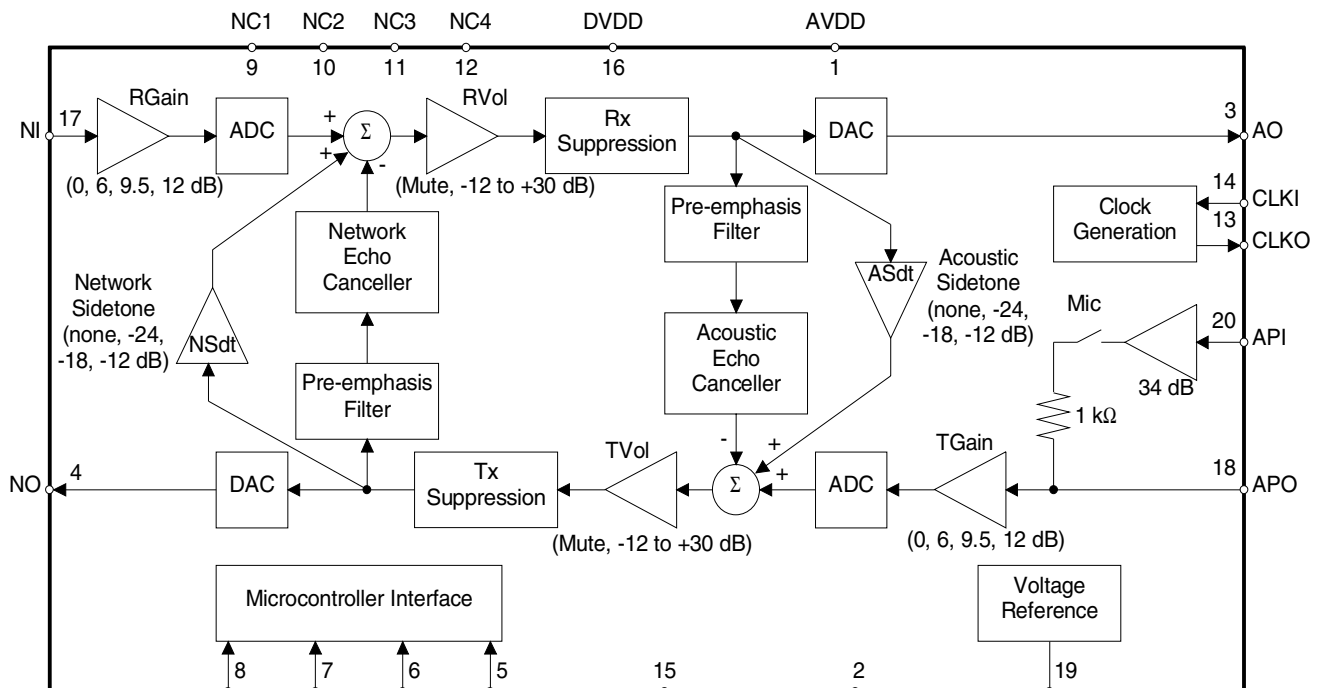 NC1 NC2 NC3 NC4 DVDD AVDD
9 10 11 12 16 1
NI 17 RGain ADC + Σ RVol Rx 3 AO
Suppression DAC
+ -
(0, 6, 9.5, 12 dB) (Mute, -12 to +30 dB)
14 CLKI
Clock
Generation
13 CLKO
Network
Echo
Canceller
Pre-emphasis
Filter
ASdt
Acoustic
Sidetone
(none, -24,
-18, -12 dB)
Network
Sidetone
(none, -24,
-18, -12 dB)
NSdt
Acoustic
Echo
Canceller
Mic
20 API
34 dB
1 kΩ
Pre-emphasis
Filter
- +
NO 4 DAC Tx
Suppression TVol Σ + ADC TGain 18 APO
(Mute, -12 to +30 dB) (0, 6, 9.5, 12 dB)
Microcontroller Interface
Voltage
Reference
8 7 6 5 15 2 19